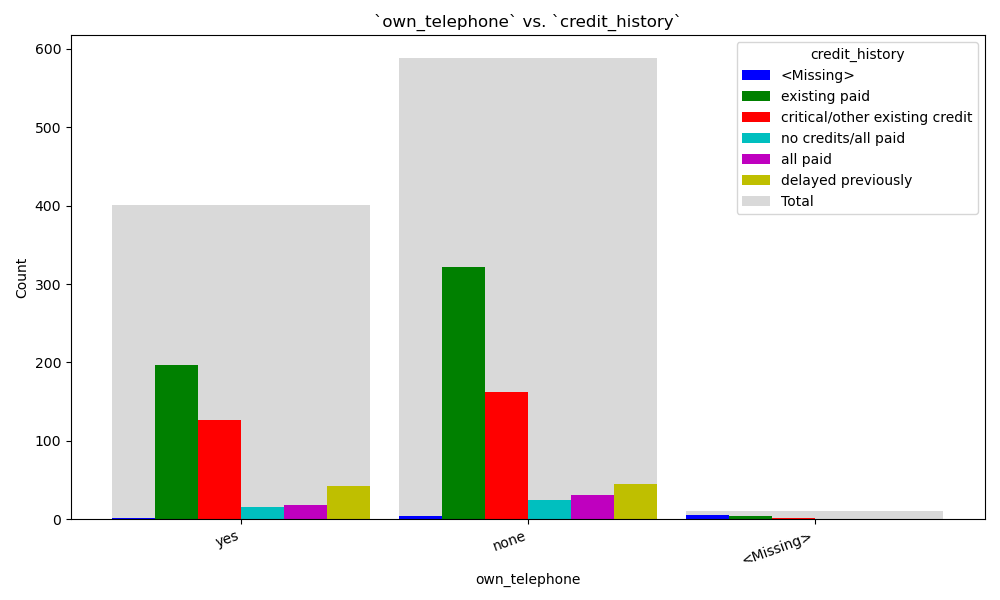 `own_telephone` vs. `credit_history`
600
500
400
300
200
100
0
Count
credit_history
<Missing>
existing paid
critical/other existing credit
no credits/all paid
all paid
delayed previously
Total
yes
none
<Missing>
own_telephone